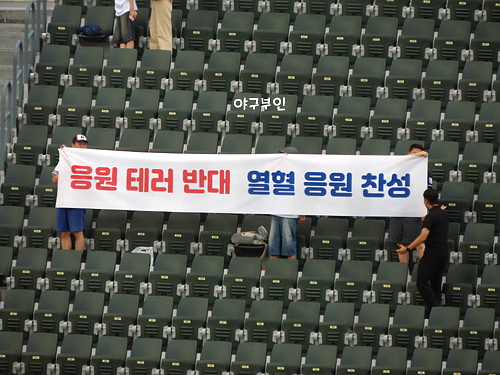 야구부인
응원 테러 반대 열혈 응원 찬성